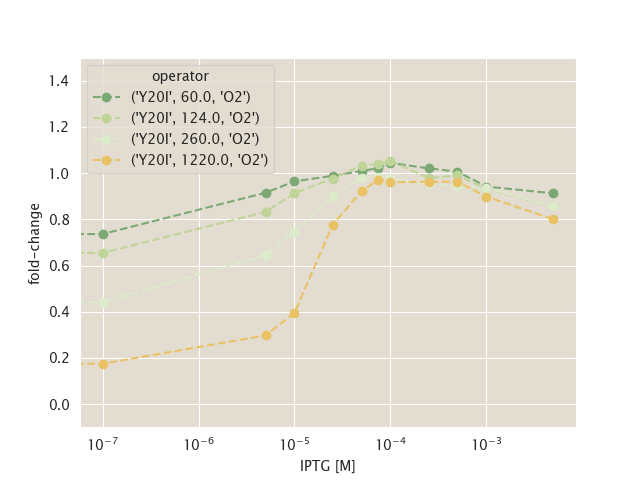 operator
('Y20I', 60.0, 'O2')
('Y20I', 124.0, 'O2')
('Y20I', 260.0, 'O2')
('Y20I', 1220.0, 'O2')
1.4
1.2
1.0
0.8
0.6
0.4
0.2
0.0
fold-change
10⁻⁷ 10⁻⁶ 10⁻⁵ 10⁻⁴ 10⁻³
IPTG [M]